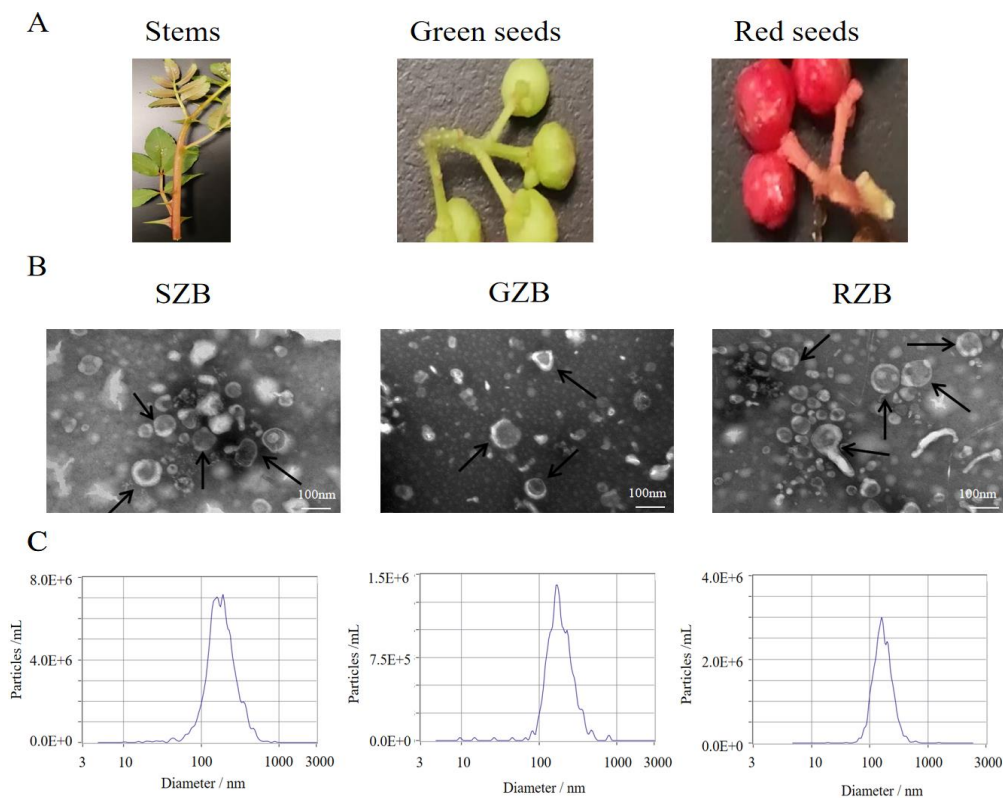 A
Stems
Green seeds
Red seeds
B
SZB
GZB
RZB
100nm
100nm
100nm
C
8.0E+6
4.0E+6
0.0E+0
Particles /mL
3 10 100 1000 3000
Diameter / nm
1.5E+6
7.5E+5
0.0E+0
Particles /mL
3 10 100 1000 3000
Diameter / nm
4.0E+6
2.0E+6
0.0E+0
Particles /mL
3 10 100 1000 3000
Diameter / nm